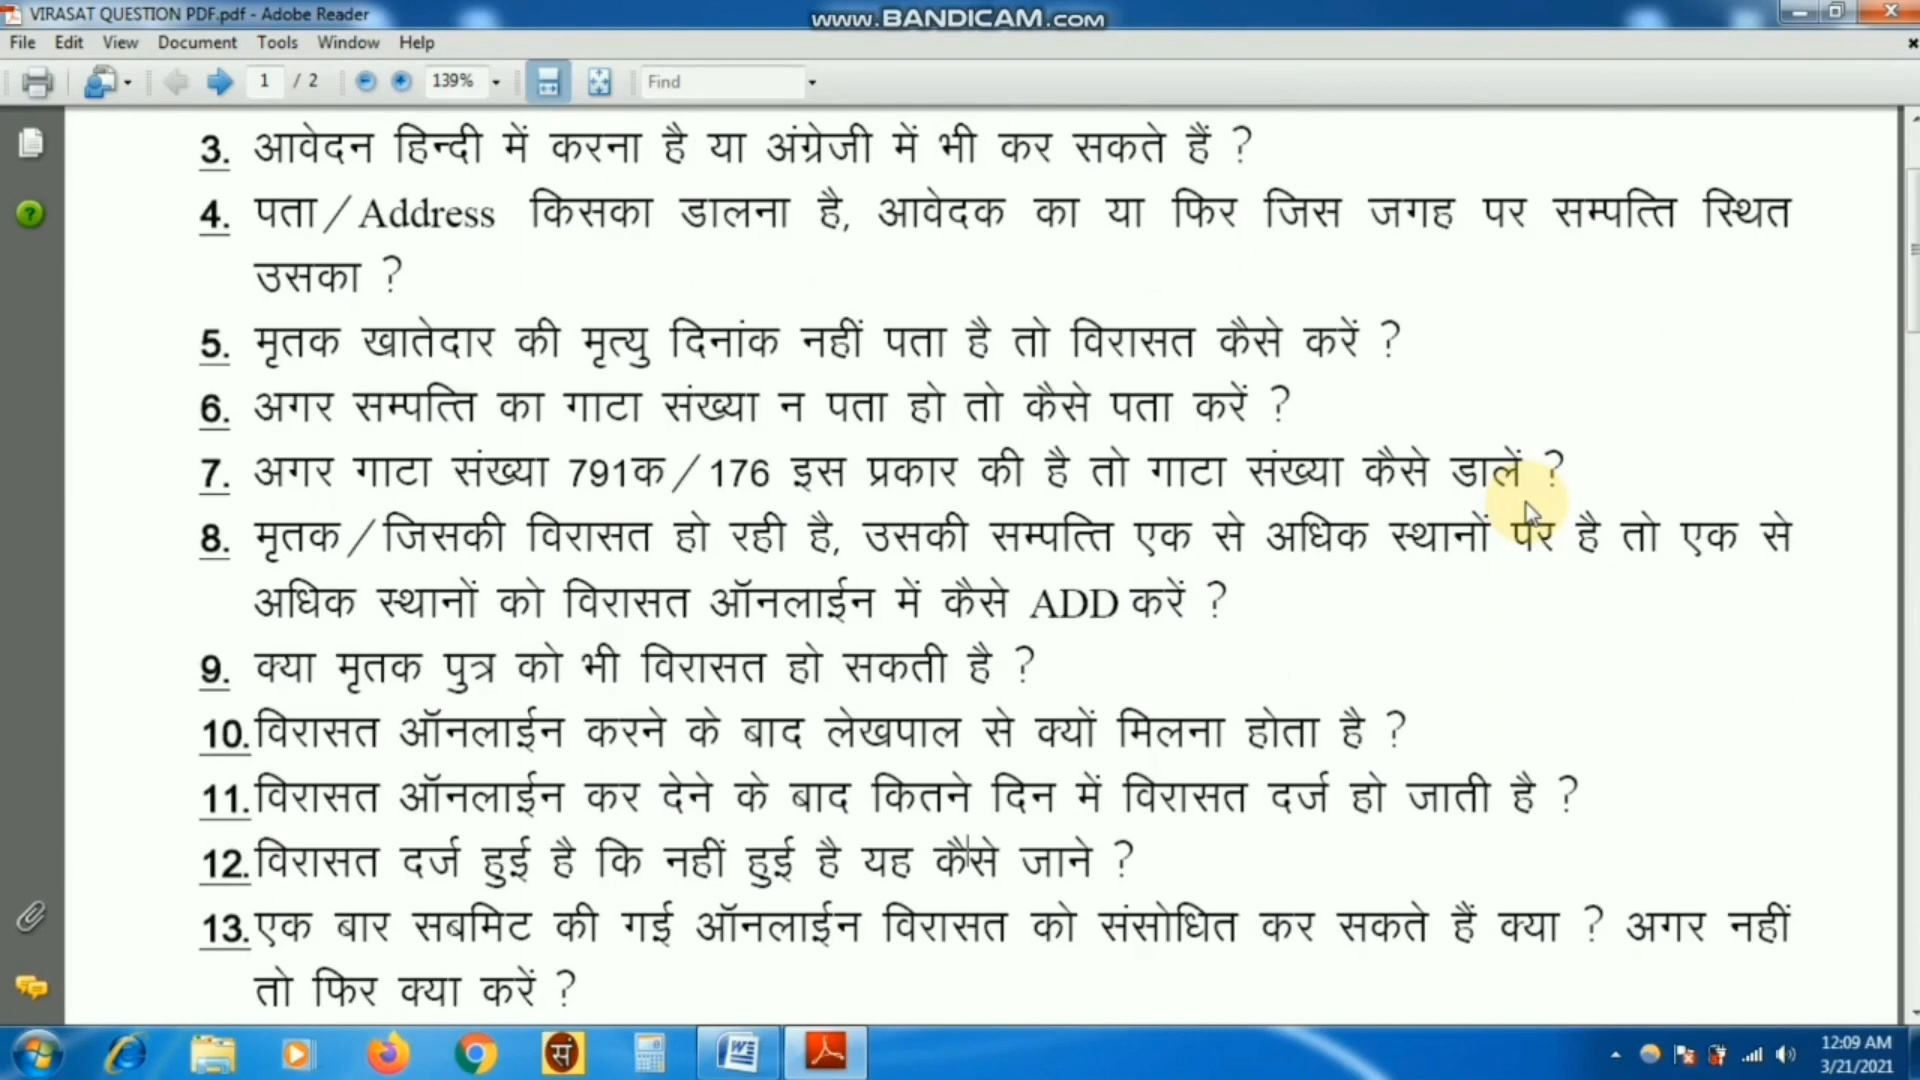 VIRASAT QUESTION PDF.pdf - Adobe Reader
www.BANDICAM.com
File Edit View Document Tools Window Help
1 / 2 139% Find
3. आवेदन हिन्दी में करना है या अंग्रेजी में भी कर सकते हैं ?
4. पता/Address किसका डालना है, आवेदक का या फिर जिस जगह पर सम्पत्ति स्थित
उसका ?
5. मृतक खातेदार की मृत्यु दिनांक नहीं पता है तो विरासत कैसे करें ?
6. अगर सम्पत्ति का गाटा संख्या न पता हो तो कैसे पता करें ?
7. अगर गाटा संख्या 791क/176 इस प्रकार की है तो गाटा संख्या कैसे डालें ?
8. मृतक/जिसकी विरासत हो रही है, उसकी सम्पत्ति एक से अधिक स्थानों पर है तो एक से
अधिक स्थानों को विरासत ऑनलाईन में कैसे ADD करें ?
9. क्या मृतक पुत्र को भी विरासत हो सकती है ?
10. विरासत ऑनलाईन करने के बाद लेखपाल से क्यों मिलना होता है ?
11. विरासत ऑनलाईन कर देने के बाद कितने दिन में विरासत दर्ज हो जाती है ?
12. विरासत दर्ज हुई है कि नहीं हुई है यह कैसे जाने ?
13. एक बार सबमिट की गई ऑनलाईन विरासत को संसोधित कर सकते हैं क्या ? अगर नहीं
तो फिर क्या करें ?
सं
12:09 AM
3/21/2021